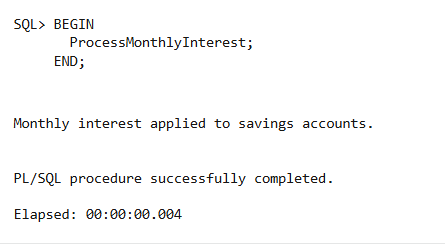 SQL> BEGIN
ProcessMonthlyInterest;
END;
Monthly interest applied to savings accounts.
PL/SQL procedure successfully completed.
Elapsed: 00:00:00.004